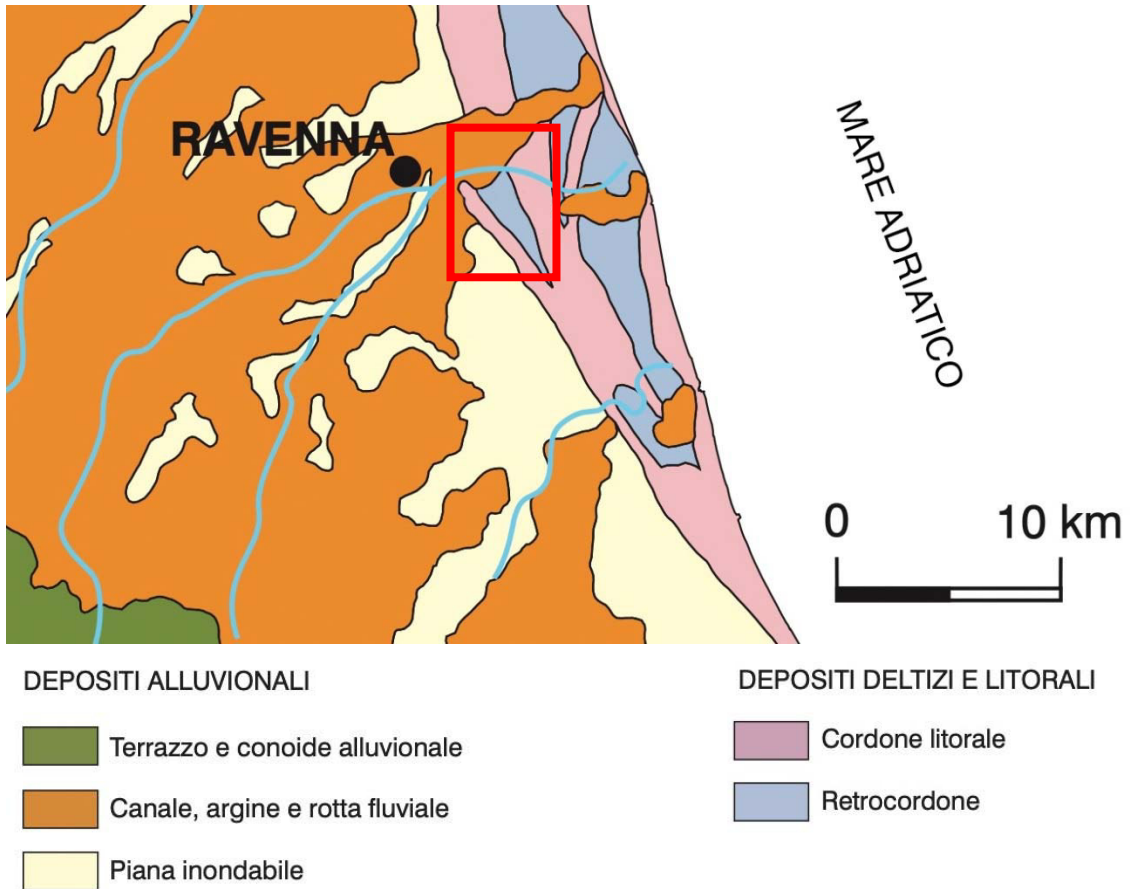 RAVENNA
MARE ADRIATICO
0 10 km
DEPOSITI ALLUVIONALI
Terrazzo e conoide alluvionale
Canale, argine e rotta fluviale
Piana inondabile
DEPOSITI DELTIZI E LITORALI
Cordone litorale
Retrocordone